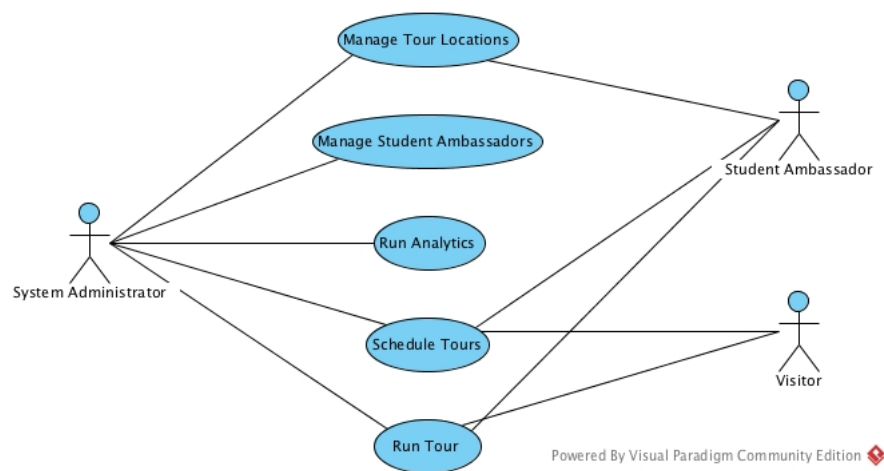 Manage Tour Locations
Manage Student Ambassadors
Student Ambassador
Run Analytics
System Administrator
Schedule Tours
Visitor
Run Tour
Powered By Visual Paradigm Community Edition